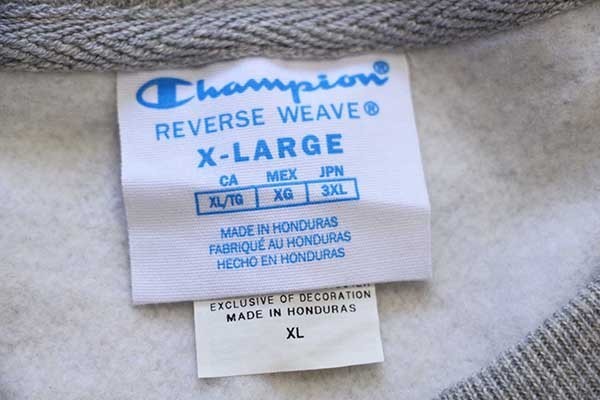 Champion®
REVERSE WEAVE®
X-LARGE
CA MEX JPN
XL/TG XG 3XL
MADE IN HONDURAS
FABRIQUÉ AU HONDURAS
HECHO EN HONDURAS
EXCLUSIVE OF DECORATION
MADE IN HONDURAS
XL